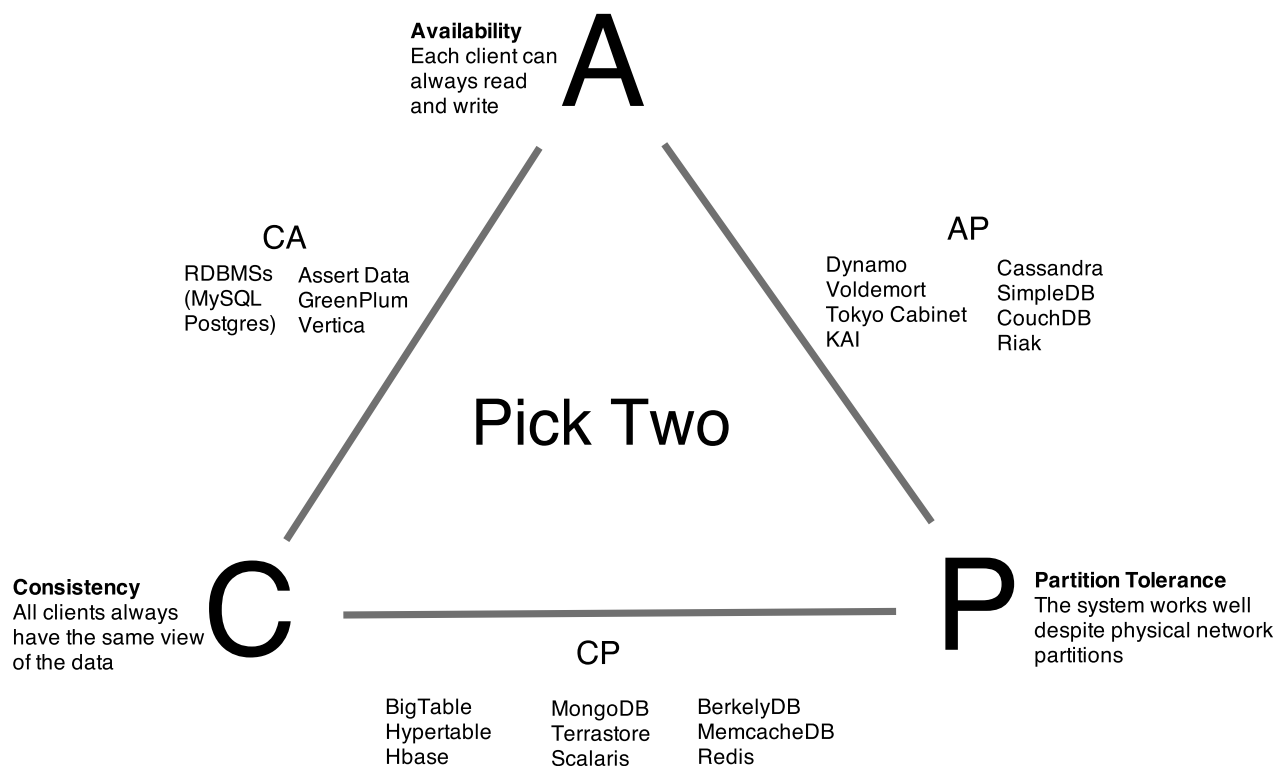 Availability
Each client can
always read
and write
A
CA
RDBMSs
(MySQL
Postgres)
Assert Data
GreenPlum
Vertica
AP
Dynamo
Voldemort
Tokyo Cabinet
KAI
Cassandra
SimpleDB
CouchDB
Riak
Pick Two
Consistency
All clients always
have the same view
of the data
C
P
Partition Tolerance
The system works well
despite physical network
partitions
CP
BigTable
Hypertable
Hbase
MongoDB
Terrastore
Scalaris
BerkelyDB
MemcacheDB
Redis